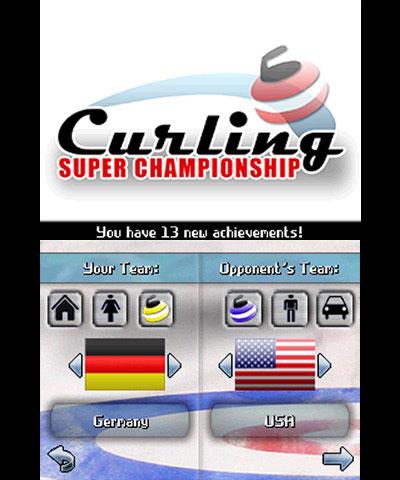 Curling
SUPER CHAMPIONSHIP
You have 13 new achievements!
Your Team:
Opponent's Team:
Germany
USA